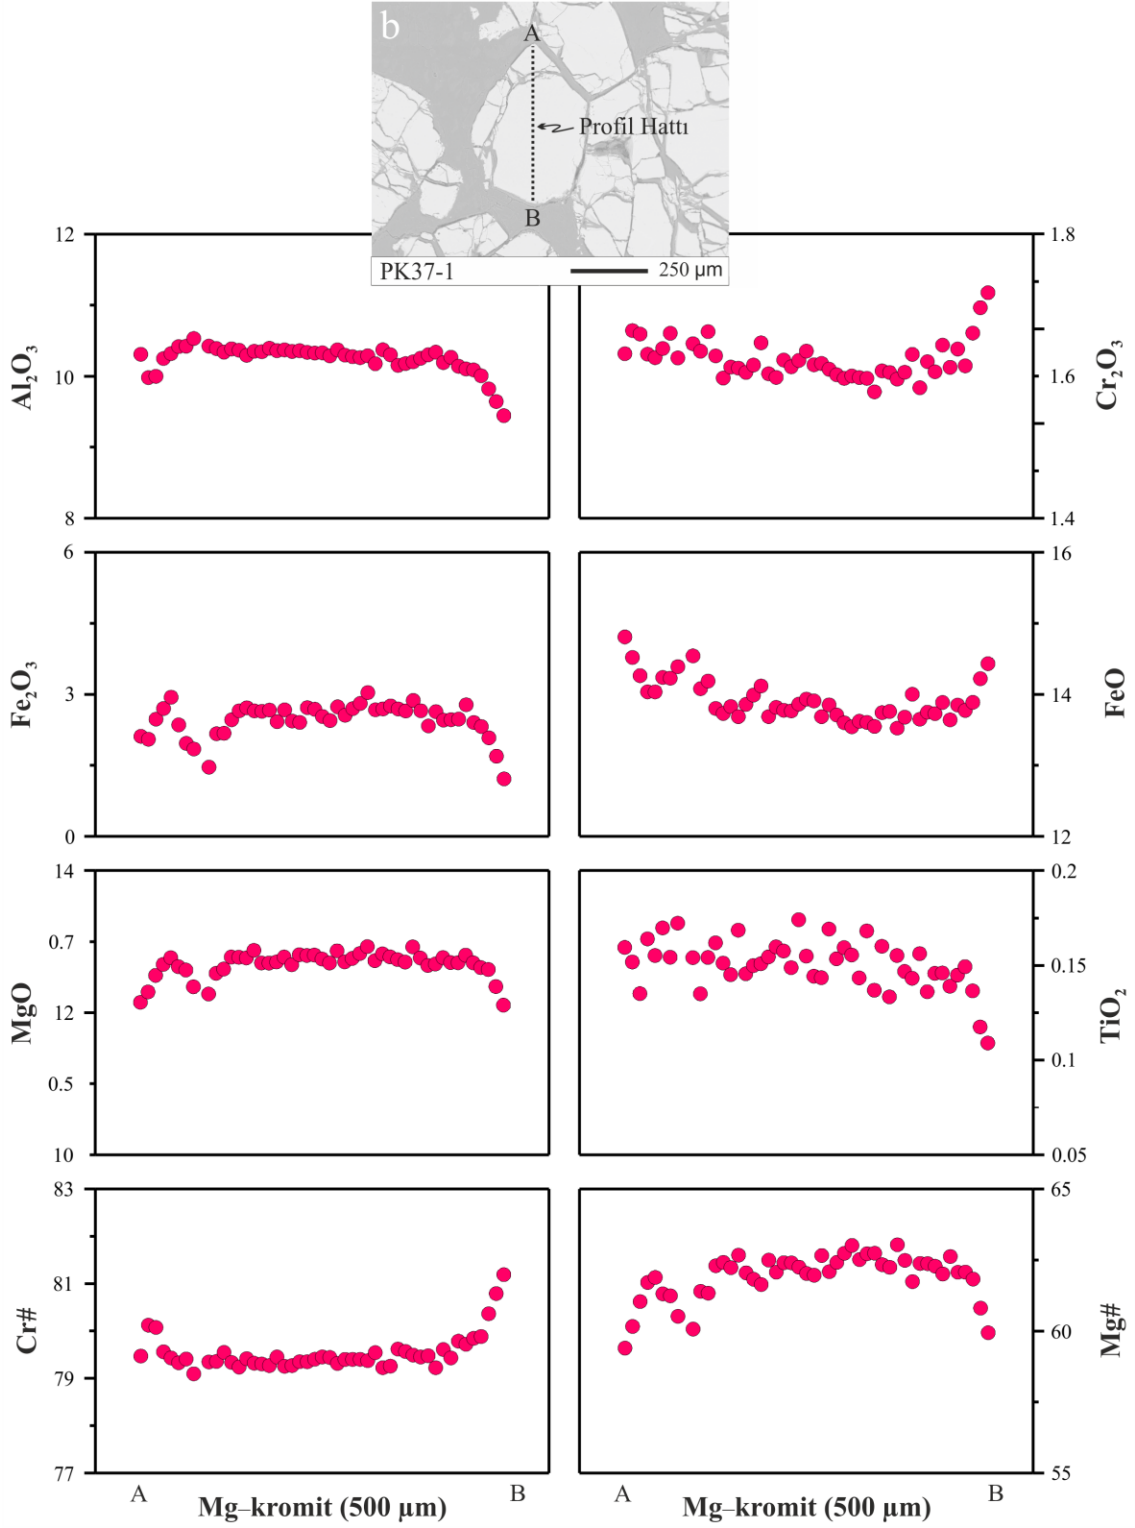 b
A
Profil Hattı
B
PK37-1
250 µm
12
10
8
Al₂O₃
1.8
1.6
1.4
Cr₂O₃
6
3
0
Fe₂O₃
16
14
12
FeO
14
0.7
12
0.5
10
MgO
0.2
0.15
0.1
0.05
TiO₂
83
81
79
77
Cr#
65
60
55
Mg#
A
B
Mg–kromit (500 µm)
A
B
Mg–kromit (500 µm)